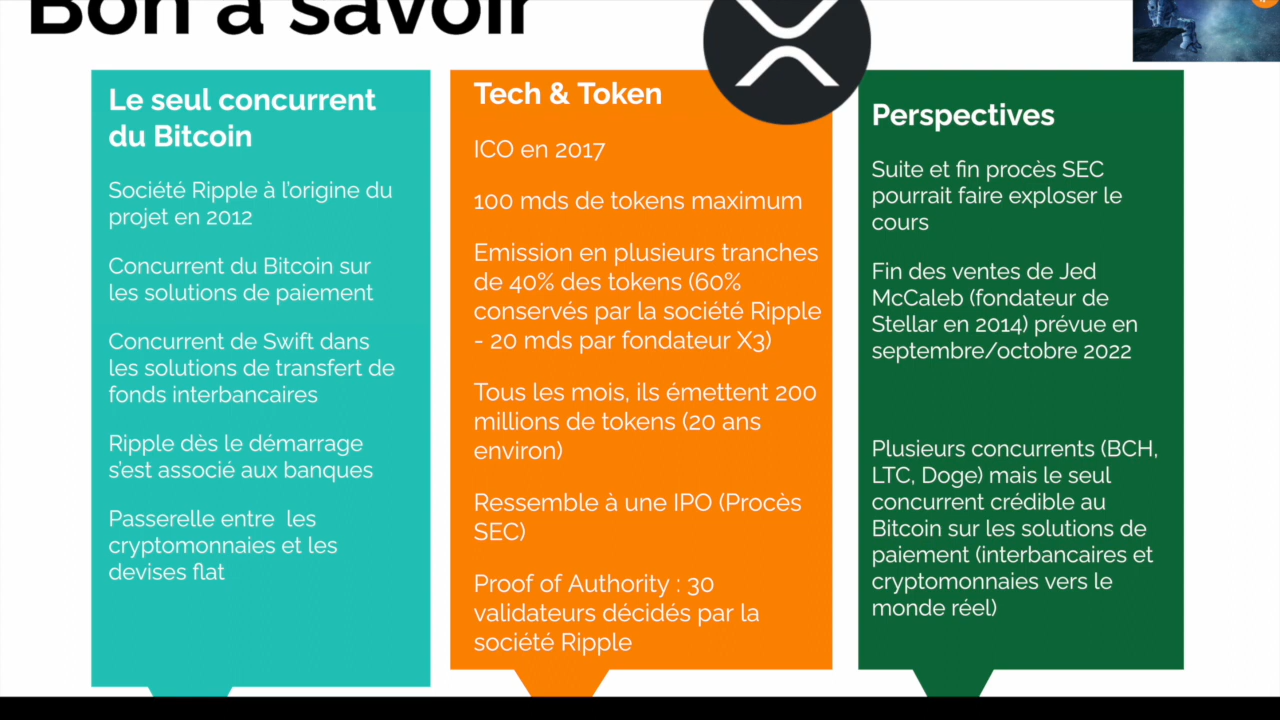 Bon à savoir
Le seul concurrent
du Bitcoin
Société Ripple à l'origine du
projet en 2012
Concurrent du Bitcoin sur
les solutions de paiement
Concurrent de Swift dans
les solutions de transfert de
fonds interbancaires
Ripple dès le démarrage
s'est associé aux banques
Passerelle entre les
cryptomonnaies et les
devises flat
Tech & Token
ICO en 2017
100 mds de tokens maximum
Emission en plusieurs tranches
de 40% des tokens (60%
conservés par la société Ripple
- 20 mds par fondateur X3)
Tous les mois, ils émettent 200
millions de tokens (20 ans
environ)
Ressemble à une IPO (Procès
SEC)
Proof of Authority : 30
validateurs décidés par la
société Ripple
Perspectives
Suite et fin procès SEC
pourrait faire exploser le
cours
Fin des ventes de Jed
McCaleb (fondateur de
Stellar en 2014) prévue en
septembre/octobre 2022
Plusieurs concurrents (BCH,
LTC, Doge) mais le seul
concurrent crédible au
Bitcoin sur les solutions de
paiement (interbancaires et
cryptomonnaies vers le
monde réel)